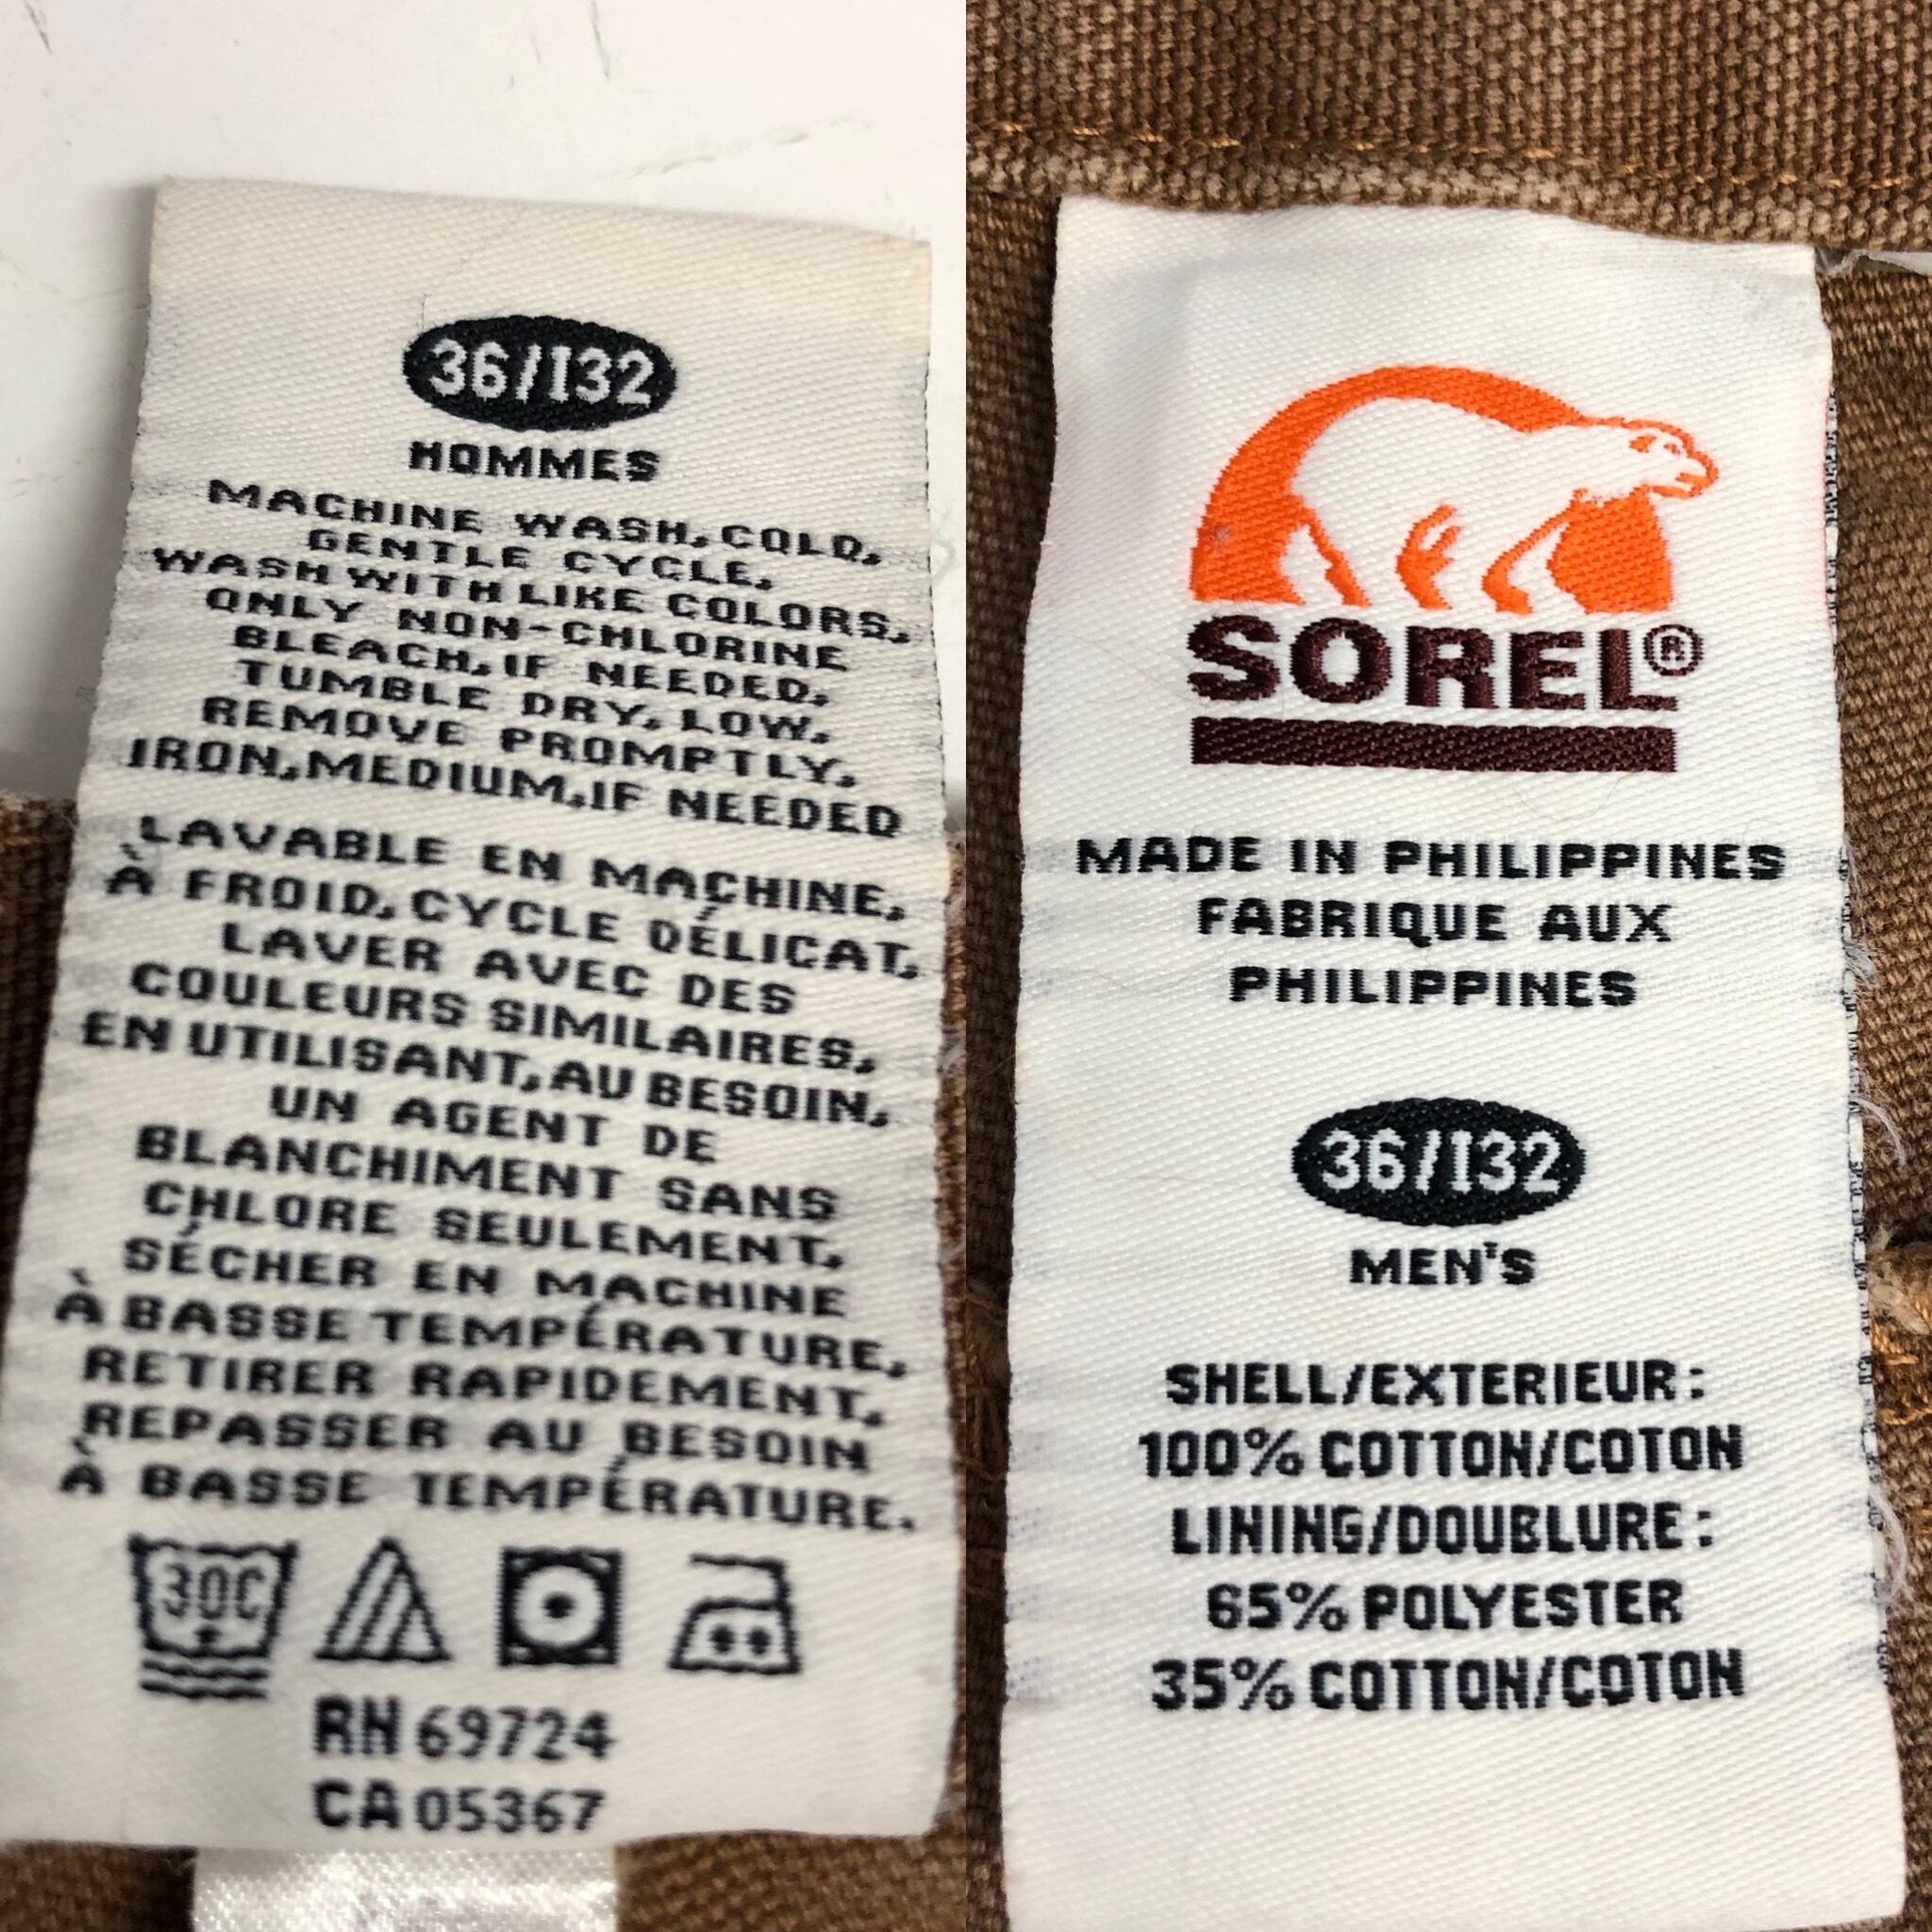 36/I32
HOMMES
MACHINE WASH, COLD,
GENTLE CYCLE,
WASH WITH LIKE COLORS,
ONLY NON-CHLORINE
BLEACH, IF NEEDED,
TUMBLE DRY, LOW,
REMOVE PROMPTLY,
IRON, MEDIUM, IF NEEDED
LAVABLE EN MACHINE,
À FROID, CYCLE DÉLICAT,
LAVER AVEC DES
COULEURS SIMILAIRES,
EN UTILISANT, AU BESOIN,
UN AGENT DE
BLANCHIMENT SANS
CHLORE SEULEMENT,
SÉCHER EN MACHINE
À BASSE TEMPÉRATURE,
RETIRER RAPIDEMENT,
REPASSER AU BESOIN
À BASSE TEMPÉRATURE.
30C
RN 69724
CA 05367
SOREL®
MADE IN PHILIPPINES
FABRIQUE AUX
PHILIPPINES
36/I32
MEN'S
SHELL/EXTERIEUR:
100% COTTON/COTON
LINING/DOUBLURE:
65% POLYESTER
35% COTTON/COTON